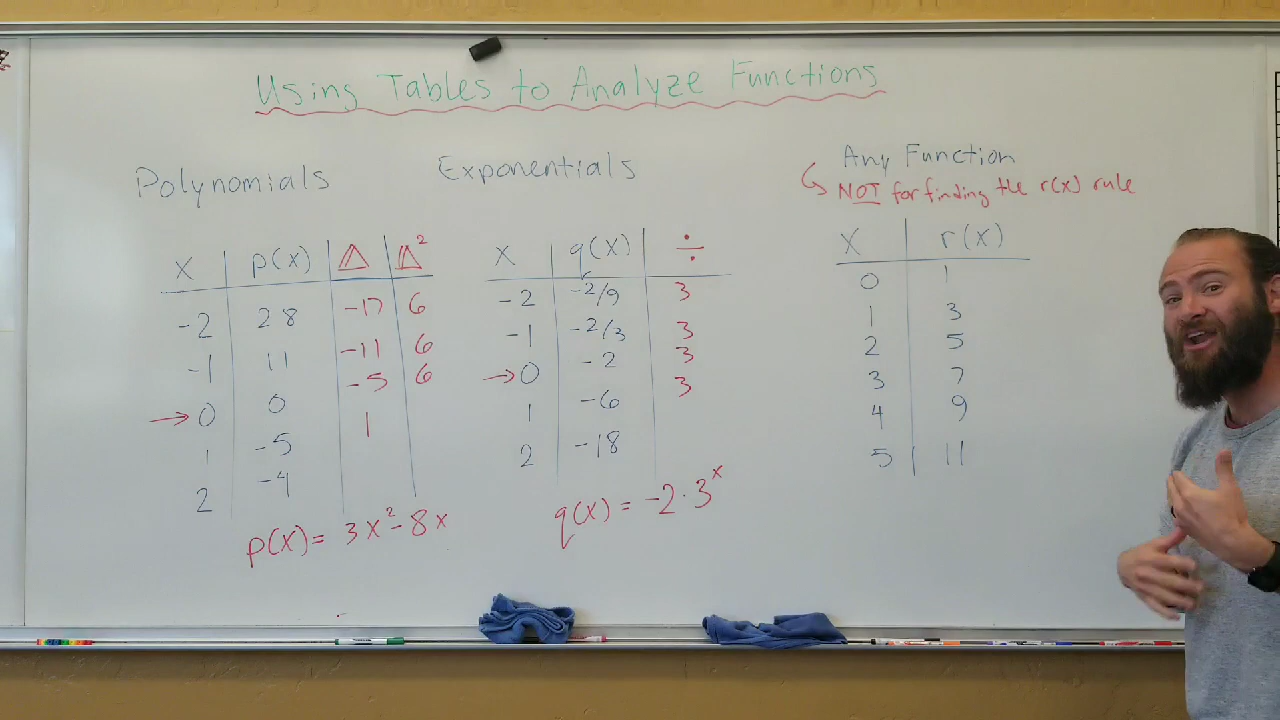 Using Tables to Analyze Functions
Polynomials
x p(x) Δ Δ²
-2 28 -17 6
-1 11 -11 6
0 0 -5 6
→ 1 -5 1
2 -4
p(x) = 3x² - 8x
Exponentials
x q(x) ÷
-2 -2/9 3
-1 -2/3 3
→ 0 -2 3
1 -6 3
2 -18
q(x) = -2 · 3ˣ
Any Function
↳ NOT for finding the r(x) rule
x r(x)
0 1
1 3
2 5
3 7
4 9
5 11